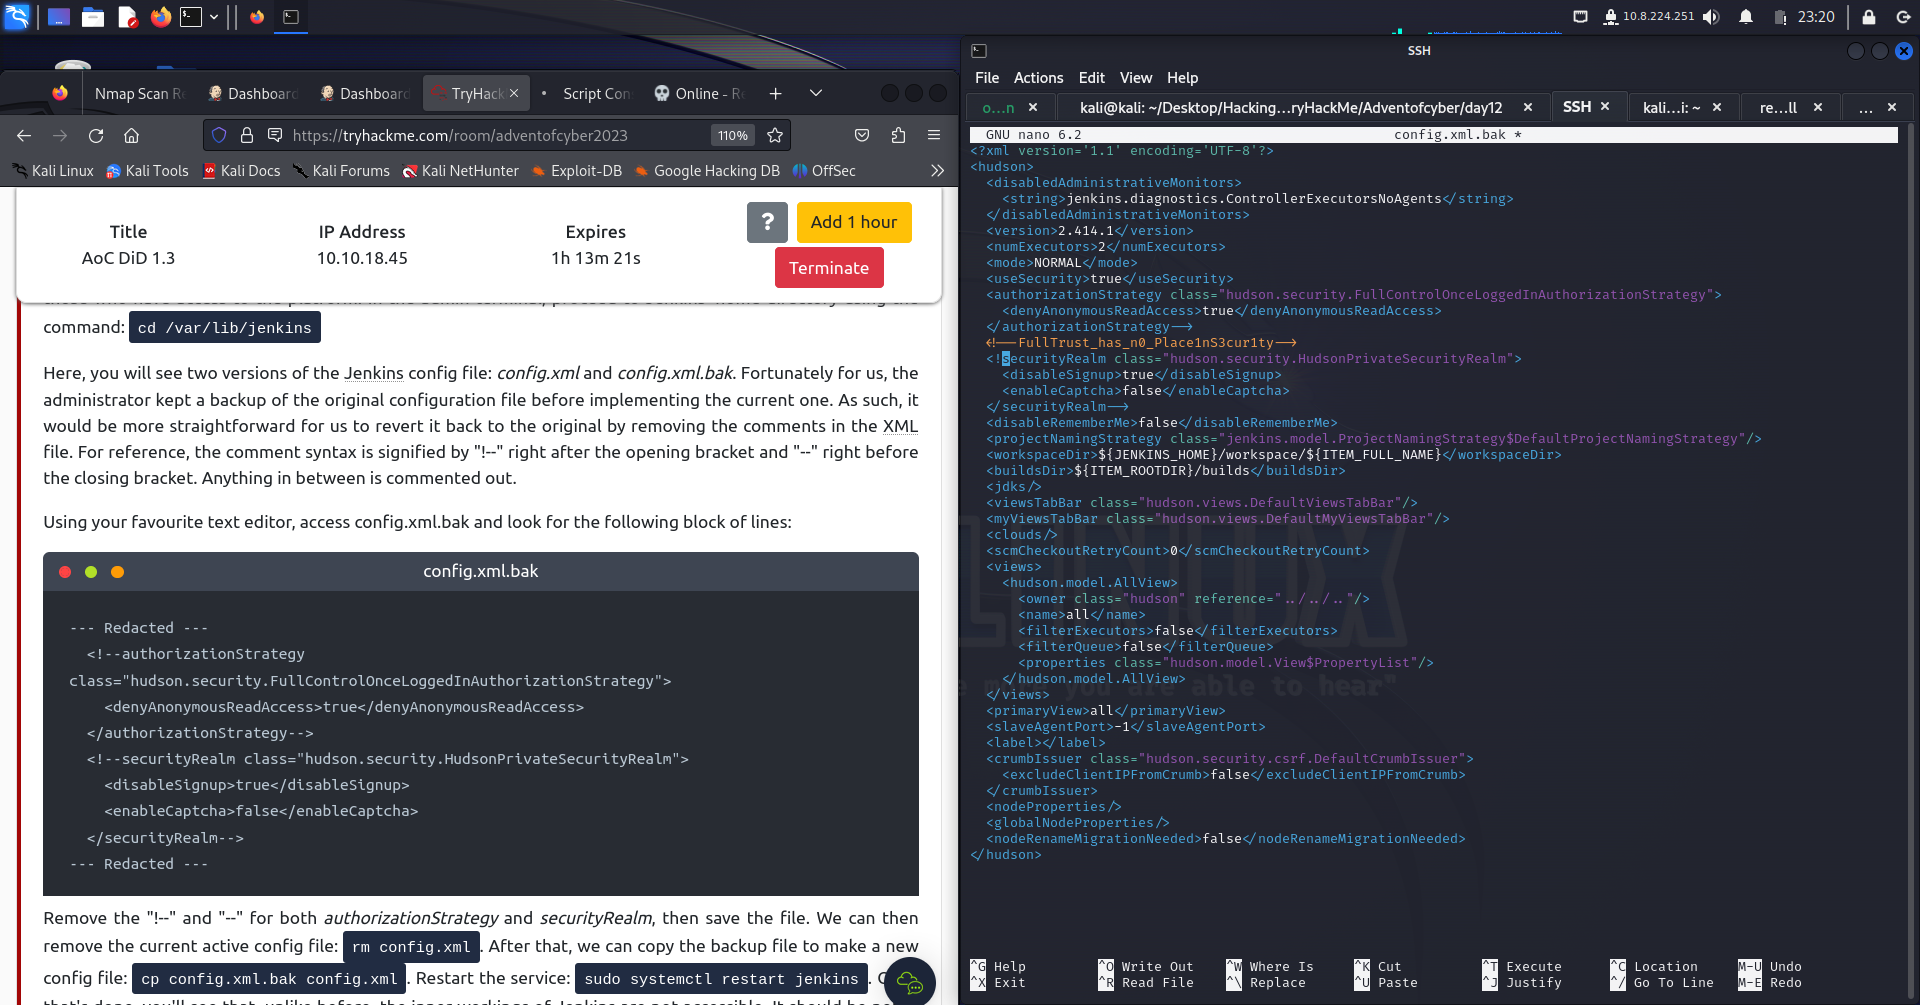 10.8.224.251 23:20
Nmap Scan Re Dashboard Dashboard TryHack Script Con Online - Re
https://tryhackme.com/room/adventofcyber2023 110%
Kali Linux Kali Tools Kali Docs Kali Forums Kali NetHunter Exploit-DB Google Hacking DB OffSec
Title IP Address Expires
AoC DiD 1.3 10.10.18.45 1h 13m 21s
? Add 1 hour
Terminate
command: cd /var/lib/jenkins
Here, you will see two versions of the Jenkins config file: config.xml and config.xml.bak. Fortunately for us, the
administrator kept a backup of the original configuration file before implementing the current one. As such, it
would be more straightforward for us to revert it back to the original by removing the comments in the XML
file. For reference, the comment syntax is signified by "!--" right after the opening bracket and "--" right before
the closing bracket. Anything in between is commented out.
Using your favourite text editor, access config.xml.bak and look for the following block of lines:
config.xml.bak
--- Redacted ---
<!--authorizationStrategy
class="hudson.security.FullControlOnceLoggedInAuthorizationStrategy">
<denyAnonymousReadAccess>true</denyAnonymousReadAccess>
</authorizationStrategy-->
<!--securityRealm class="hudson.security.HudsonPrivateSecurityRealm">
<disableSignup>true</disableSignup>
<enableCaptcha>false</enableCaptcha>
</securityRealm-->
--- Redacted ---
Remove the "!--" and "--" for both authorizationStrategy and securityRealm, then save the file. We can then
remove the current active config file: rm config.xml . After that, we can copy the backup file to make a new
config file: cp config.xml.bak config.xml . Restart the service: sudo systemctl restart jenkins .
SSH
File Actions Edit View Help
o...n kali@kali: ~/Desktop/Hacking...ryHackMe/Adventofcyber/day12 SSH kali...i: ~ re...ll ...
GNU nano 6.2 config.xml.bak *
<?xml version='1.1' encoding='UTF-8'?>
<hudson>
<disabledAdministrativeMonitors>
<string>jenkins.diagnostics.ControllerExecutorsNoAgents</string>
</disabledAdministrativeMonitors>
<version>2.414.1</version>
<numExecutors>2</numExecutors>
<mode>NORMAL</mode>
<useSecurity>true</useSecurity>
<authorizationStrategy class="hudson.security.FullControlOnceLoggedInAuthorizationStrategy">
<denyAnonymousReadAccess>true</denyAnonymousReadAccess>
</authorizationStrategy-->
<!--FullTrust_has_n0_Place1nS3cur1ty-->
<!securityRealm class="hudson.security.HudsonPrivateSecurityRealm">
<disableSignup>true</disableSignup>
<enableCaptcha>false</enableCaptcha>
</securityRealm-->
<disableRememberMe>false</disableRememberMe>
<projectNamingStrategy class="jenkins.model.ProjectNamingStrategy$DefaultProjectNamingStrategy"/>
<workspaceDir>${JENKINS_HOME}/workspace/${ITEM_FULL_NAME}</workspaceDir>
<buildsDir>${ITEM_ROOTDIR}/builds</buildsDir>
<jdks/>
<viewsTabBar class="hudson.views.DefaultViewsTabBar"/>
<myViewsTabBar class="hudson.views.DefaultMyViewsTabBar"/>
<clouds/>
<scmCheckoutRetryCount>0</scmCheckoutRetryCount>
<views>
<hudson.model.AllView>
<owner class="hudson" reference="../../.."/>
<name>all</name>
<filterExecutors>false</filterExecutors>
<filterQueue>false</filterQueue>
<properties class="hudson.model.View$PropertyList"/>
</hudson.model.AllView>
</views>
<primaryView>all</primaryView>
<slaveAgentPort>-1</slaveAgentPort>
<label></label>
<crumbIssuer class="hudson.security.csrf.DefaultCrumbIssuer">
<excludeClientIPFromCrumb>false</excludeClientIPFromCrumb>
</crumbIssuer>
<nodeProperties/>
<globalNodeProperties/>
<nodeRenameMigrationNeeded>false</nodeRenameMigrationNeeded>
</hudson>
you are able to hear"
^G Help ^O Write Out ^W Where Is ^K Cut ^T Execute ^C Location M-U Undo
^X Exit ^R Read File ^\ Replace ^U Paste ^J Justify ^/ Go To Line M-E Redo